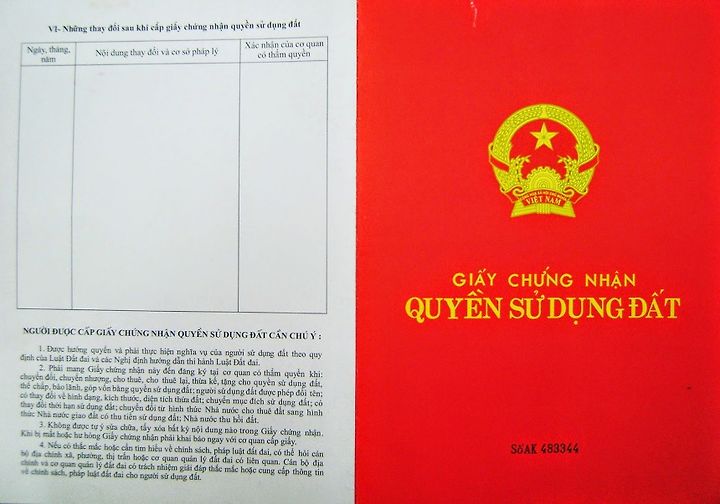 VI- Những thay đổi sau khi cấp giấy chứng nhận quyền sử dụng đất
Ngày, tháng, năm
Nội dung thay đổi và cơ sở pháp lý
Xác nhận của cơ quan
có thẩm quyền
NGƯỜI ĐƯỢC CẤP GIẤY CHỨNG NHẬN QUYỀN SỬ DỤNG ĐẤT CẦN CHÚ Ý :
1. Được hưởng quyền và phải thực hiện nghĩa vụ của người sử dụng đất theo quy
định của Luật Đất đai và các Nghị định hướng dẫn thi hành Luật Đất đai.
2. Phải mang Giấy chứng nhận này đến đăng ký tại cơ quan có thẩm quyền khi:
chuyển đổi, chuyển nhượng, cho thuê, cho thuê lại, thừa kế, tặng cho quyền sử dụng đất,
thế chấp, bảo lãnh, góp vốn bằng quyền sử dụng đất; người sử dụng đất được phép đổi tên;
có thay đổi về hình dạng, kích thước, diện tích thửa đất; chuyển mục đích sử dụng đất; có
thay đổi thời hạn sử dụng đất; chuyển đổi từ hình thức Nhà nước cho thuê đất sang hình
thức Nhà nước giao đất có thu tiền sử dụng đất; Nhà nước thu hồi đất.
3. Không được tự ý sửa chữa, tẩy xóa bất kỳ nội dung nào trong Giấy chứng nhận.
Khi bị mất hoặc hư hỏng Giấy chứng nhận phải khai báo ngay với cơ quan cấp giấy.
4. Nếu có thắc mắc hoặc cần tìm hiểu về chính sách, pháp luật đất đai, có thể hỏi cán
bộ địa chính xã, phường, thị trấn hoặc cơ quan quản lý đất đai có liên quan. Cán bộ địa
chính và cơ quan quản lý đất đai có trách nhiệm giải đáp thắc mắc hoặc cung cấp thông tin
về chính sách, pháp luật đất đai cho người sử dụng đất.
VIỆT NAM
GIẤY CHỨNG NHẬN
QUYỀN SỬ DỤNG ĐẤT
Số AK 483344